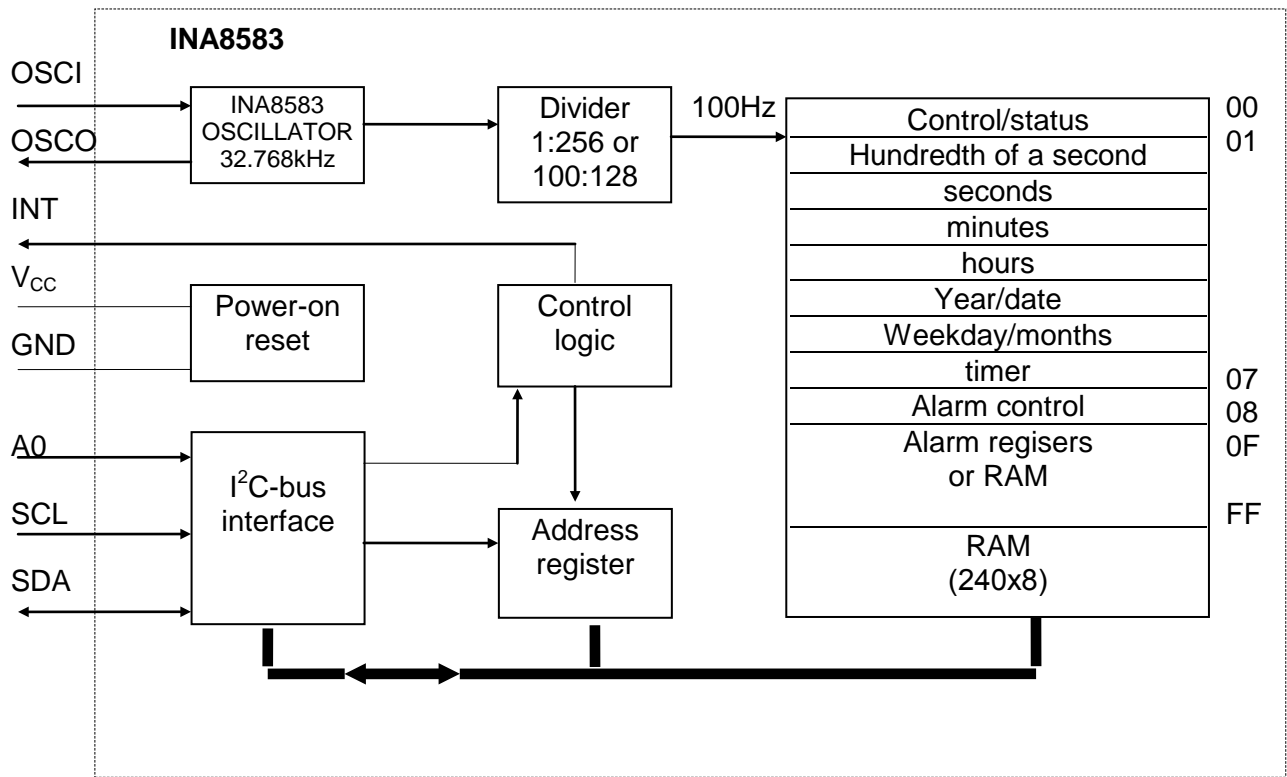 INA8583
OSCI
OSCO
INT
VCC
GND
A0
SCL
SDA
INA8583
OSCILLATOR
32.768kHz
Divider
1:256 or
100:128
100Hz
Power-on
reset
Control
logic
I²C-bus
interface
Address
register
Control/status
Hundredth of a second
seconds
minutes
hours
Year/date
Weekday/months
timer
Alarm control
Alarm regisers
or RAM
RAM
(240x8)
00
01
07
08
0F
FF